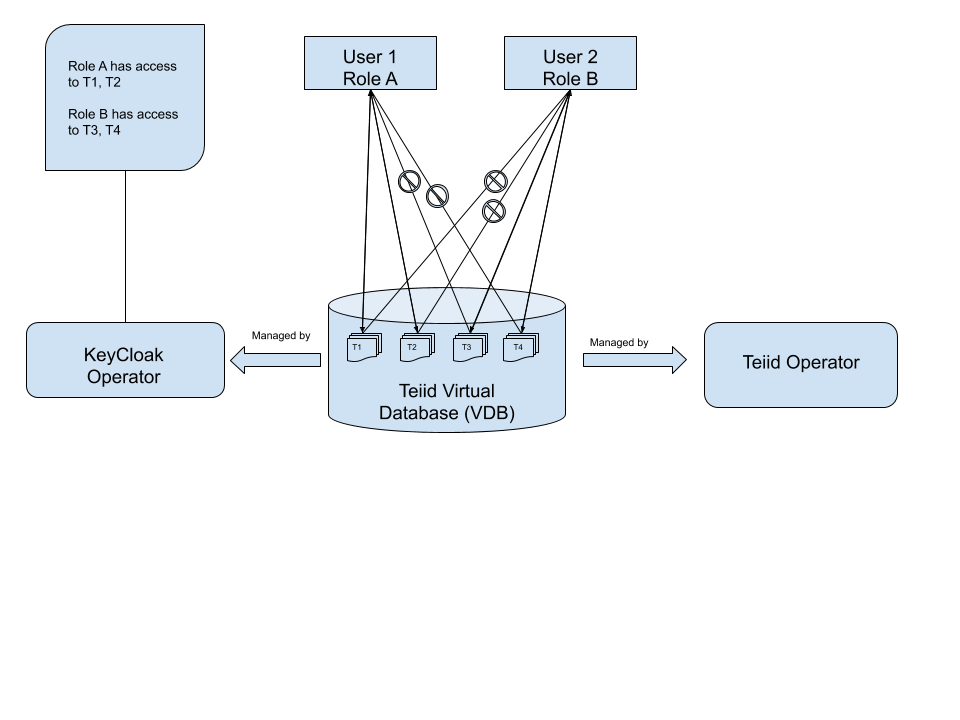 Role A has access
to T1, T2
Role B has access
to T3, T4
User 1
Role A
User 2
Role B
KeyCloak
Operator
Managed by
T1
T2
T3
T4
Teiid Virtual
Database (VDB)
Managed by
Teiid Operator